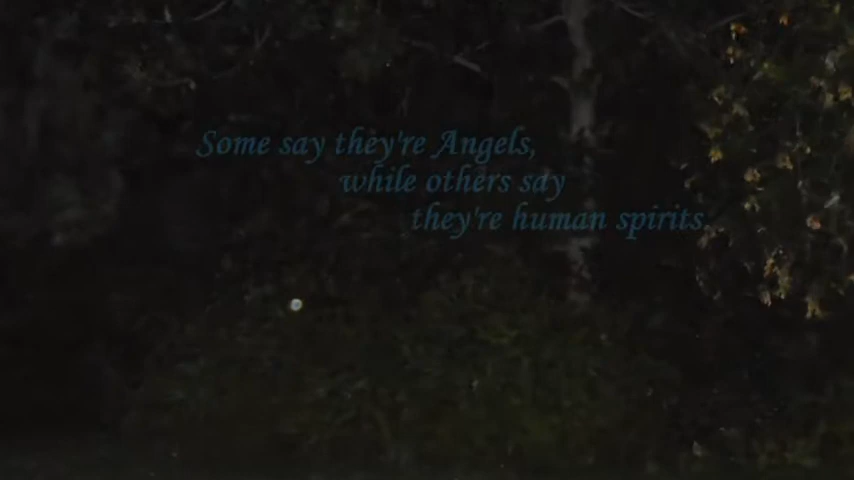 Some say they're Angels,
while others say
they're human spirits.